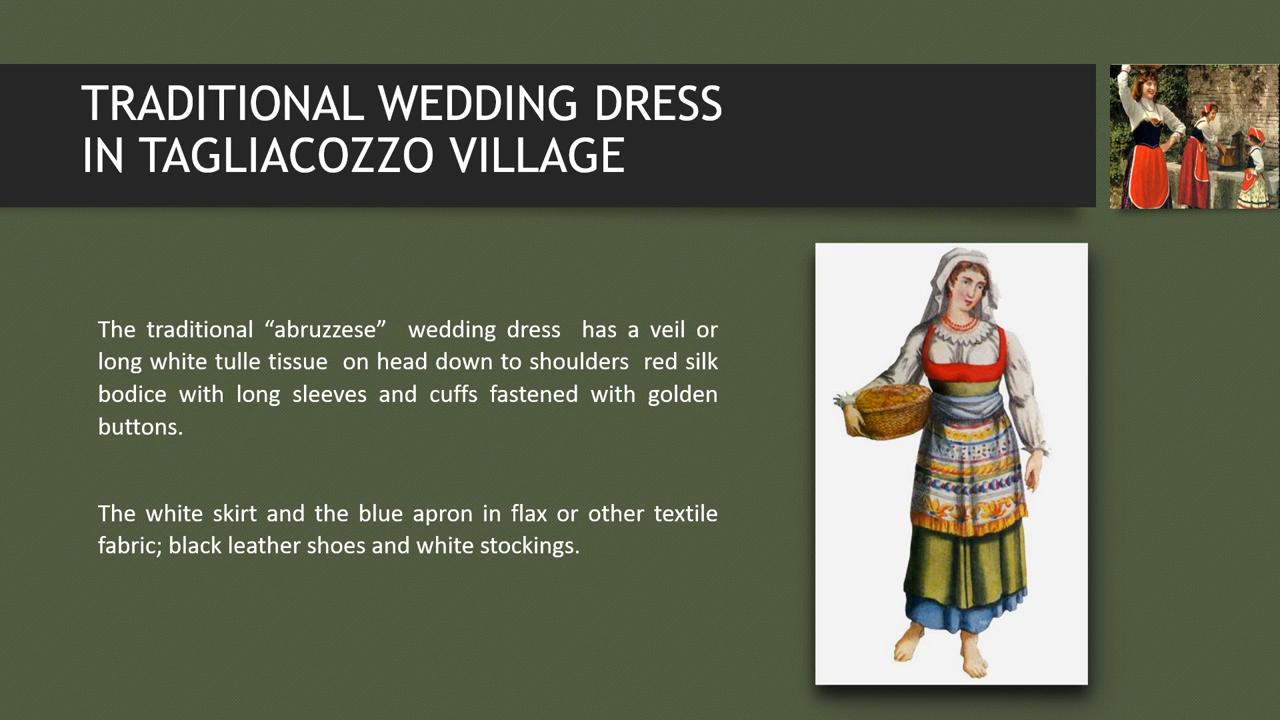 TRADITIONAL WEDDING DRESS
IN TAGLIACOZZO VILLAGE
The traditional “abruzzese” wedding dress has a veil or
long white tulle tissue on head down to shoulders red silk
bodice with long sleeves and cuffs fastened with golden
buttons.
The white skirt and the blue apron in flax or other textile
fabric; black leather shoes and white stockings.